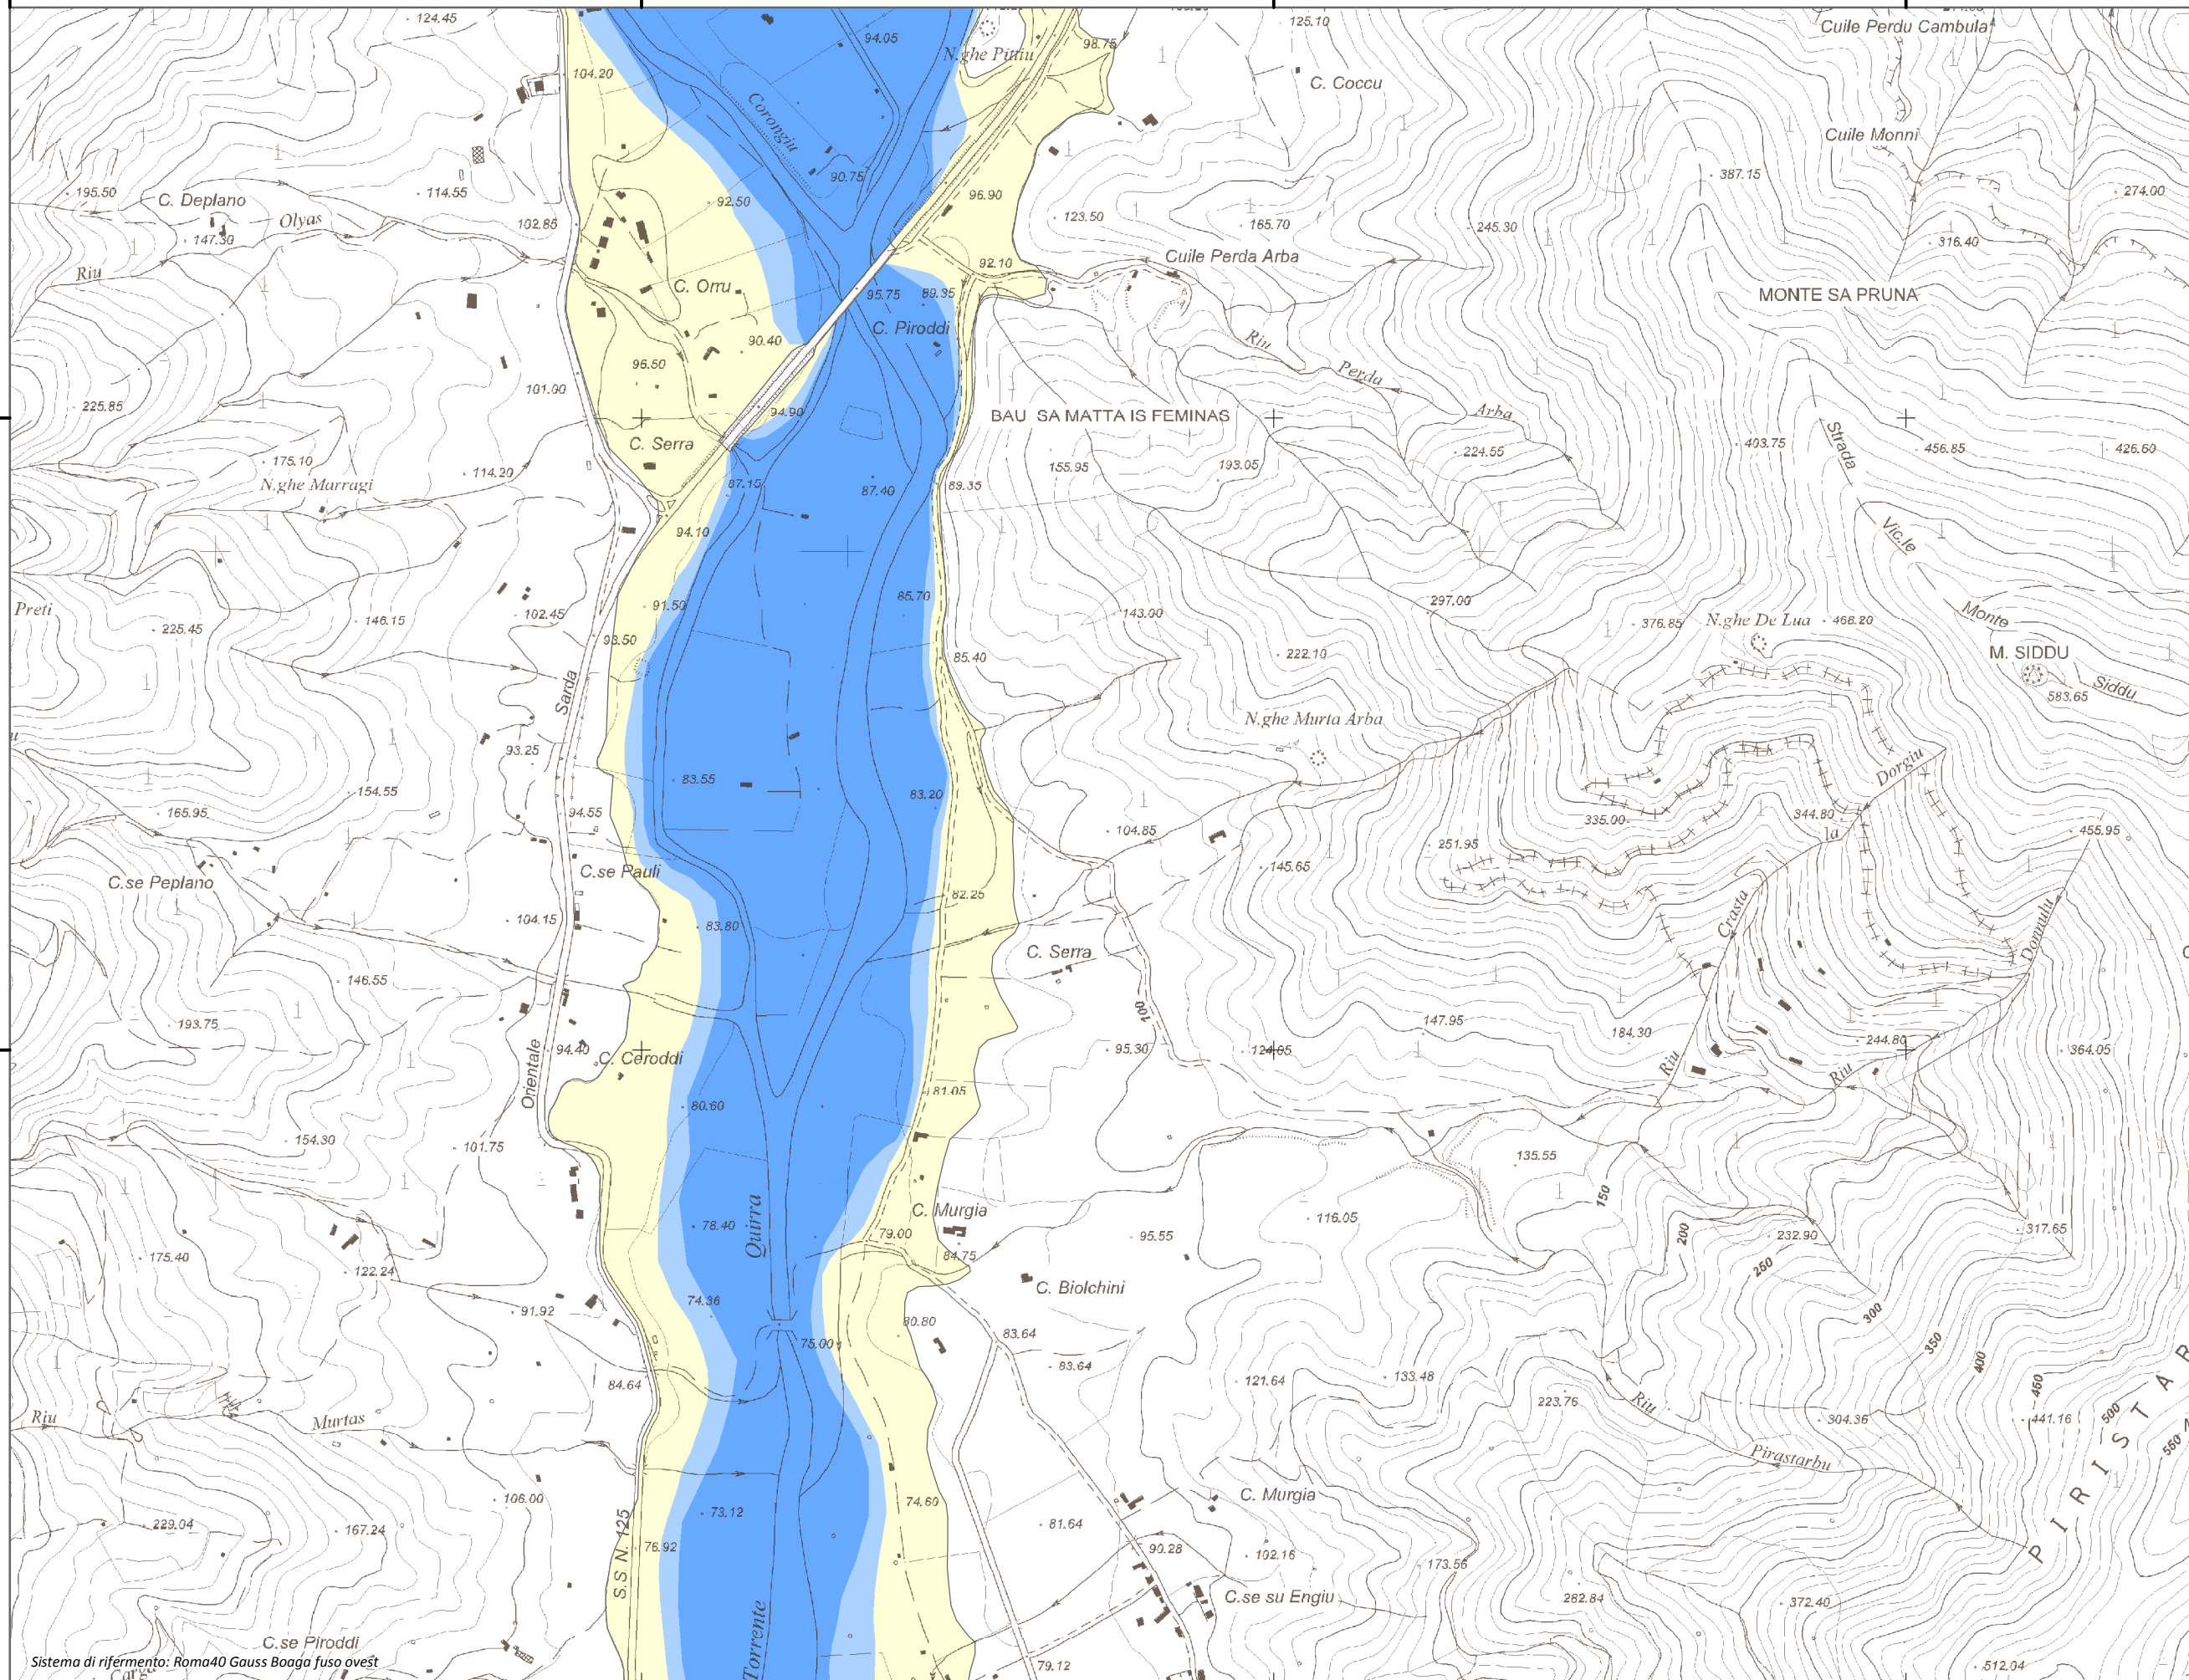 124.45
94.05
N.ghe Pittiu
98.75
125.10
Cuile Perdu Cambula
104.20
C. Coccu
Corongiu
Cuile Monni
195.50
C. Deplano
114.55
90.75
92.50
96.90
387.15
274.00
Olyas
102.85
123.50
165.70
245.30
316.40
147.30
Riu
C. Orru
92.10
Cuile Perda Arba
95.75
89.35
MONTE SA PRUNA
C. Piroddi
90.40
Riu
96.50
Perda
101.00
225.85
94.90
BAU SA MATTA IS FEMINAS
Arba
C. Serra
403.75
Strada
456.85
426.60
175.10
114.20
155.95
193.05
224.55
N.ghe Marragi
87.15
87.40
89.35
94.10
Vic.le
Preti
91.50
85.70
297.00
102.45
143.00
146.15
225.45
93.50
376.85
N.ghe De Lua
468.20
Monte
85.40
222.10
M. SIDDU
Sarda
Siddu
583.65
N.ghe Murta Arba
93.25
83.55
83.20
Dorgiu
154.55
165.95
94.55
104.85
335.00
344.80
la
455.95
251.95
C.se Pauli
145.65
C.se Peplano
82.25
104.15
83.80
Crasta
Domulu
C. Serra
146.55
100
193.75
147.95
184.30
94.40
C. Ceroddi
95.30
124.65
244.80
364.05
Orientale
Riu
Riu
81.05
80.60
154.30
101.75
135.55
150
C. Murgia
116.05
Quirra
78.40
79.00
95.55
200
232.90
317.65
175.40
84.75
122.24
250
C. Biolchini
91.92
74.36
80.80
83.64
75.00
300
350
83.64
84.64
121.64
133.48
400
450
R
A
Riu
Murtas
223.76
Riu
304.36
441.16
500
T
S
560
Pirastarbu
I
106.00
74.60
C. Murgia
R
229.04
167.24
73.12
81.64
I
S.S N. 125
76.92
90.28
102.16
173.56
P
C.se su Engiu
282.84
372.40
Torrente
C.se Piroddi
Sistema di rifermento: Roma40 Gauss Boaga fuso ovest
79.12
512.04